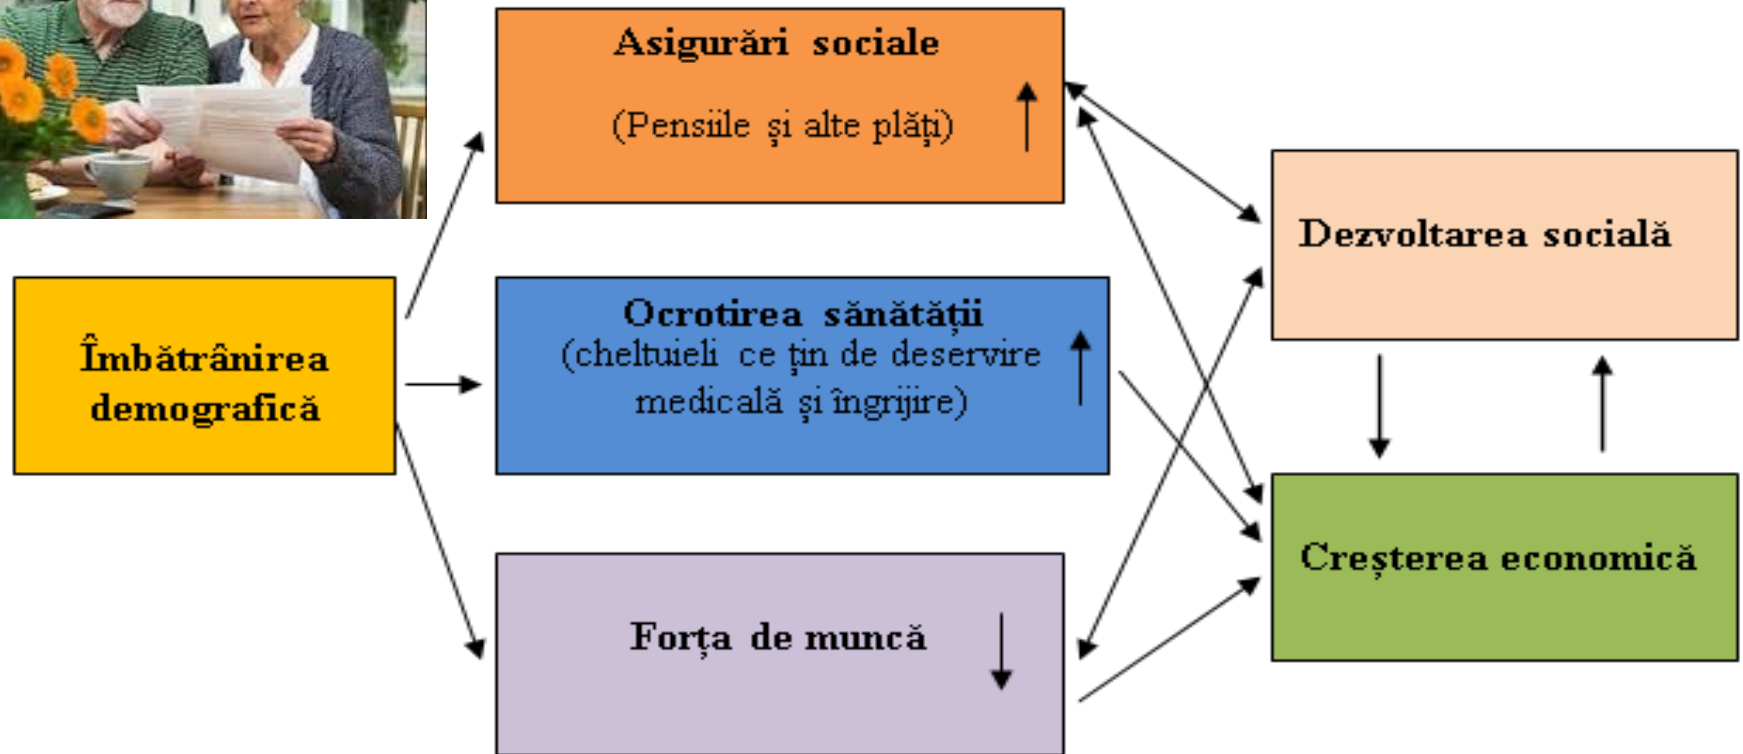 Asigurări sociale
(Pensiile și alte plăți)
Dezvoltarea socială
Îmbătrânirea
demografică
Ocrotirea sănătății
(cheltuieli ce țin de deservire
medicală și îngrijire)
Forța de muncă
Creșterea economică